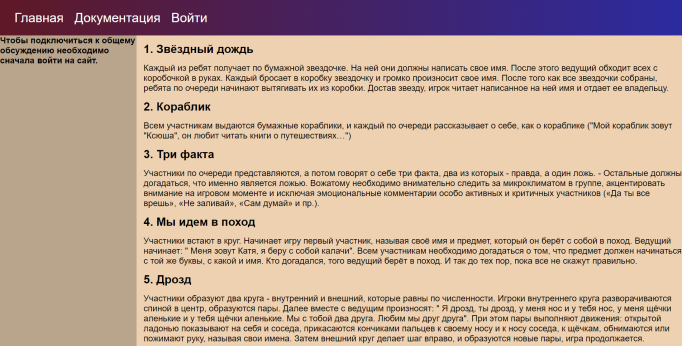 Главная Документация Войти
Чтобы подключиться к общему
обсуждению необходимо
сначала войти на сайт.
1. Звёздный дождь
Каждый из ребят получает по бумажной звездочке. На ней они должны написать свое имя. После этого ведущий обходит всех с
коробочкой в руках. Каждый бросает в коробку звездочку и громко произносит свое имя. После того как все звездочки собраны,
ребята по очереди начинают вытягивать их из коробки. Достав звезду, игрок читает написанное на ней имя и отдает ее владельцу.
2. Кораблик
Всем участникам выдаются бумажные кораблики, и каждый по очереди рассказывает о себе, как о кораблике ("Мой кораблик зовут
"Ксюша", он любит читать книги о путешествиях…")
3. Три факта
Участники по очереди представляются, а потом говорят о себе три факта, два из которых - правда, а один ложь. - Остальные должны
догадаться, что именно является ложью. Вожатому необходимо внимательно следить за микроклиматом в группе, акцентировать
внимание на игровом моменте и исключая эмоциональные комментарии особо активных и критичных участников («Да ты все
врешь», «Не заливай», «Сам думай» и пр.).
4. Мы идем в поход
Участники встают в круг. Начинает игру первый участник, называя своё имя и предмет, который он берёт с собой в поход. Ведущий
начинает: " Меня зовут Катя, я беру с собой калачи". Всем участникам необходимо догадаться о том, что предмет должен начинаться
с той же буквы, с какой и имя. Кто догадался, того ведущий берёт в поход. И так до тех пор, пока все не скажут правильно.
5. Дрозд
Участники образуют два круга - внутренний и внешний, которые равны по численности. Игроки внутреннего круга разворачиваются
спиной в центр, образуются пары. Далее вместе с ведущим произносят: " Я дрозд, ты дрозд, у меня нос и у тебя нос, у меня щёчки
аленькие и у тебя щёчки аленькие. Мы с тобой два друга. Любим мы друг друга". При этом пары выполняют движения: открытой
ладонью показывают на себя и соседа, прикасаются кончиками пальцев к своему носу и к носу соседа, к щёчкам, обнимаются или
пожимают руку, называя свои имена. Затем внешний круг делает шаг вправо, и образуются новые пары, игра продолжается.